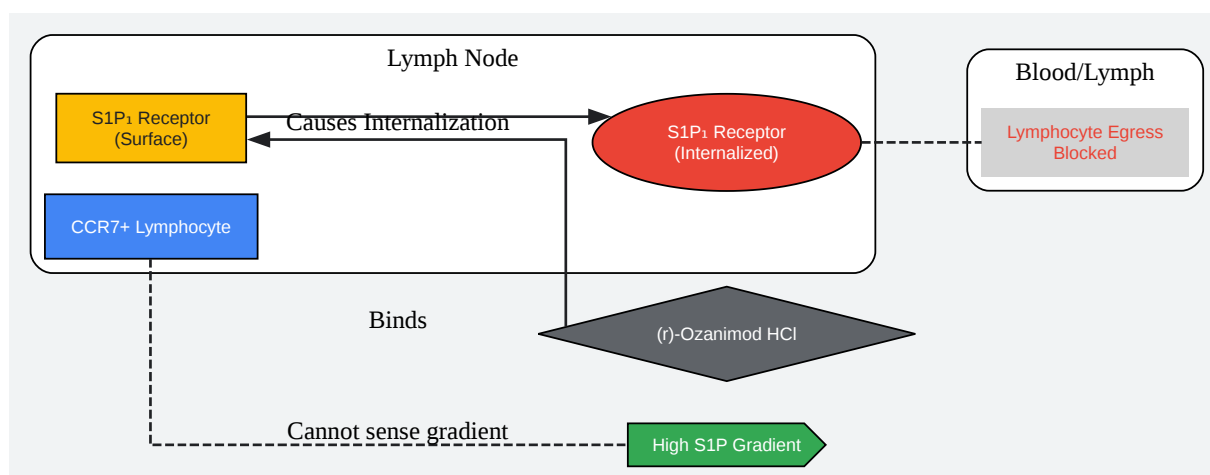 Lymph Node
Blood/Lymph
S1P₁ Receptor
(Surface)
Causes Internalization
S1P₁ Receptor
(Internalized)
Lymphocyte Egress
Blocked
CCR7+ Lymphocyte
Binds
(r)-Ozanimod HCl
Cannot sense gradient
High S1P Gradient